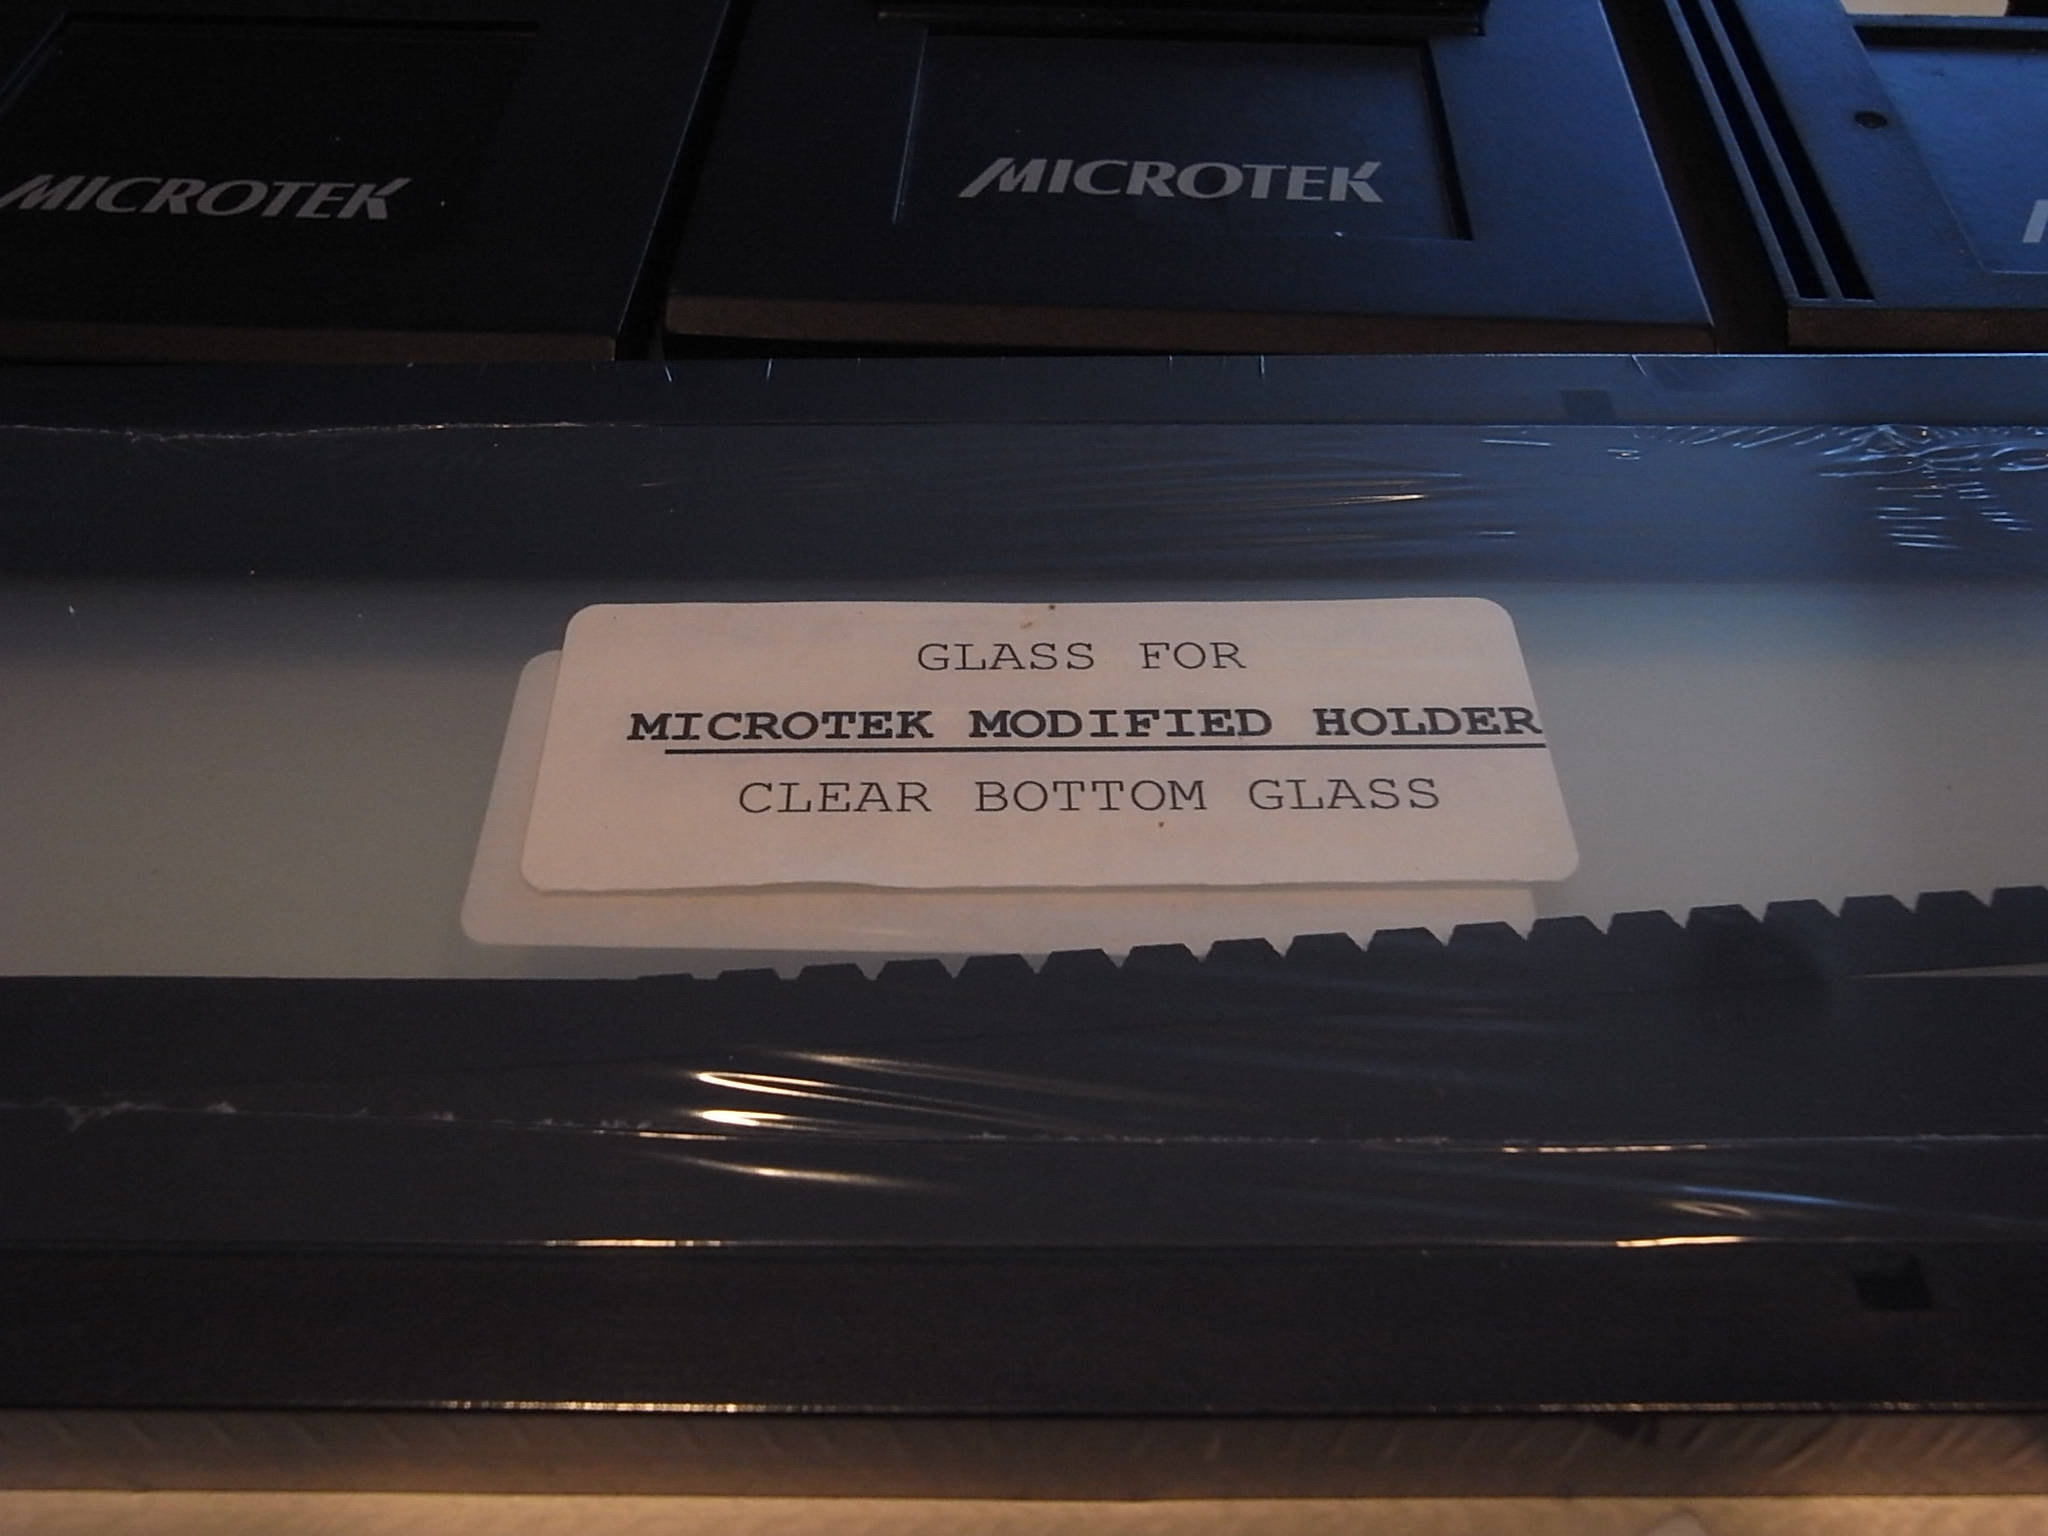 MICROTEK
MICROTEK
GLASS FOR
MICROTEK MODIFIED HOLDER
CLEAR BOTTOM GLASS